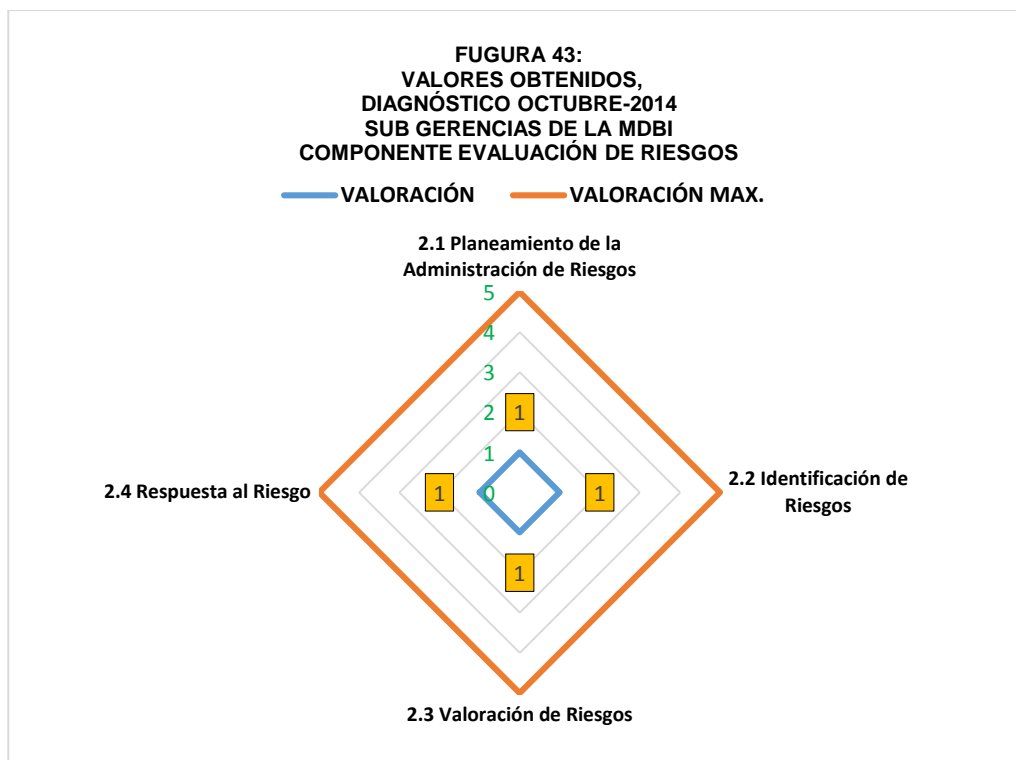 FUGURA 43:
VALORES OBTENIDOS,
DIAGNÓSTICO OCTUBRE-2014
SUB GERENCIAS DE LA MDBI
COMPONENTE EVALUACIÓN DE RIESGOS
VALORACIÓN VALORACIÓN MAX.
2.1 Planeamiento de la
Administración de Riesgos
5
4
3
2
1
1
0
1
1
2.4 Respuesta al Riesgo
2.2 Identificación de
Riesgos
1
2.3 Valoración de Riesgos